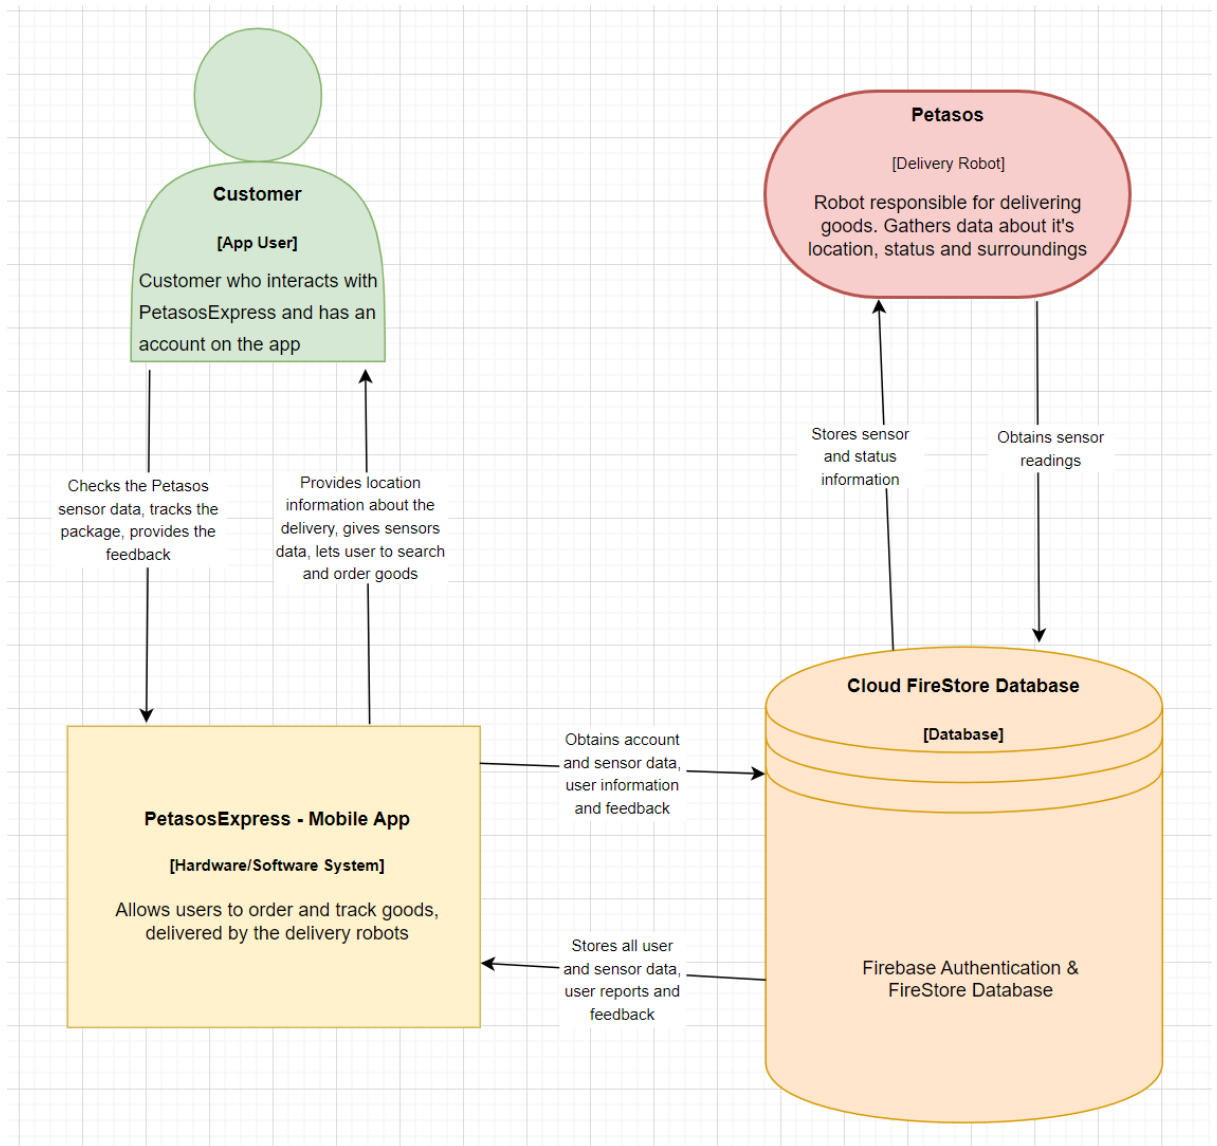 Customer
[App User]
Customer who interacts with
PetasosExpress and has an
account on the app
Petasos
[Delivery Robot]
Robot responsible for delivering
goods. Gathers data about it's
location, status and surroundings
Checks the Petasos
sensor data, tracks the
package, provides the
feedback
Provides location
information about the
delivery, gives sensors
data, lets user to search
and order goods
Stores sensor
and status
information
Obtains sensor
readings
PetasosExpress - Mobile App
[Hardware/Software System]
Allows users to order and track goods,
delivered by the delivery robots
Obtains account
and sensor data,
user information
and feedback
Stores all user
and sensor data,
user reports and
feedback
Cloud FireStore Database
[Database]
Firebase Authentication &
FireStore Database